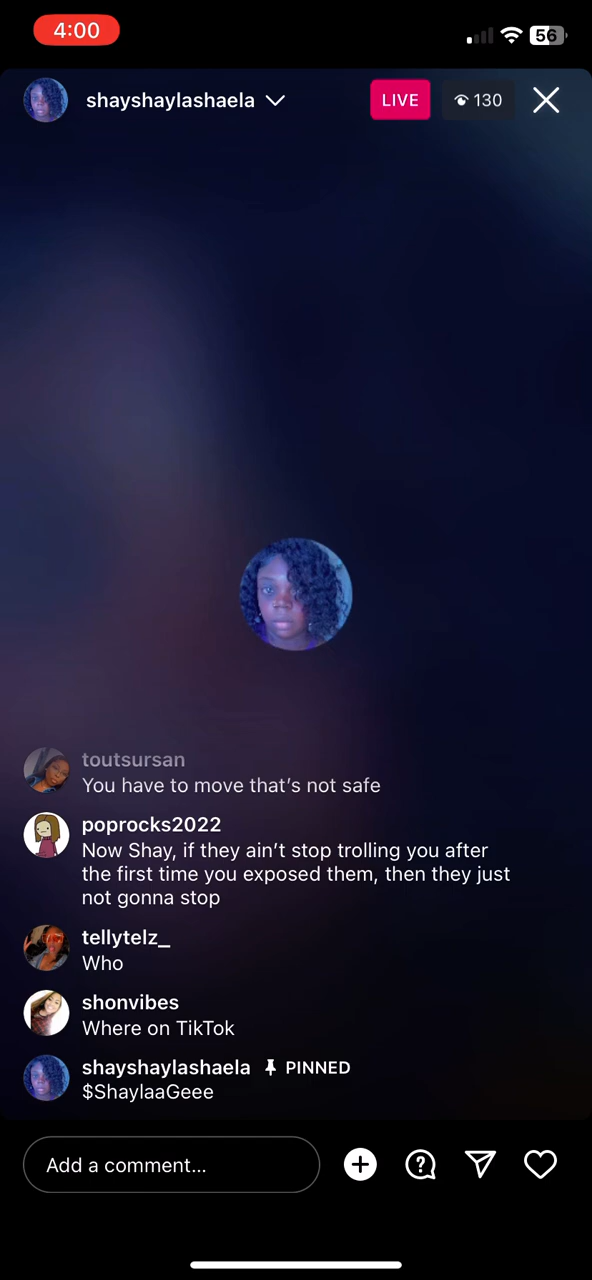 4:00
56
shayshaylashaela
LIVE
130
toutsursan
You have to move that’s not safe
poprocks2022
Now Shay, if they ain’t stop trolling you after
the first time you exposed them, then they just
not gonna stop
tellytelz_
Who
shonvibes
Where on TikTok
shayshaylashaela PINNED
$ShaylaaGeee
Add a comment...